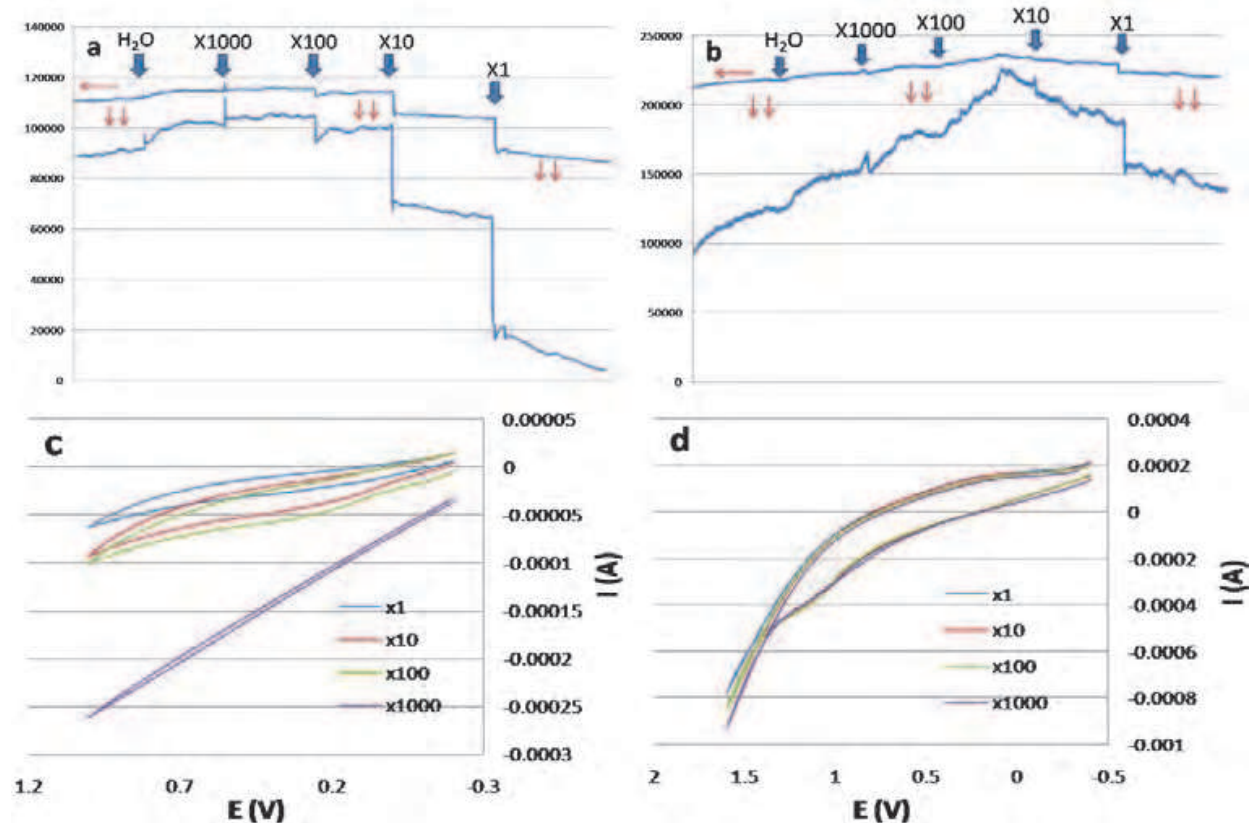 a
H₂O X1000 X100 X10 X1
140000
120000
100000
80000
60000
40000
20000
0
b
H₂O X1000 X100 X10 X1
250000
200000
150000
100000
50000
0
c
0.00005
0
-0.00005
-0.0001
-0.00015
-0.0002
-0.00025
-0.0003
I (A)
x1
x10
x100
x1000
1.2 0.7 0.2 -0.3
E (V)
d
0.0004
0.0002
0
-0.0002
-0.0004
-0.0006
-0.0008
-0.001
I (A)
x1
x10
x100
x1000
2 1.5 1 0.5 0 -0.5
E (V)